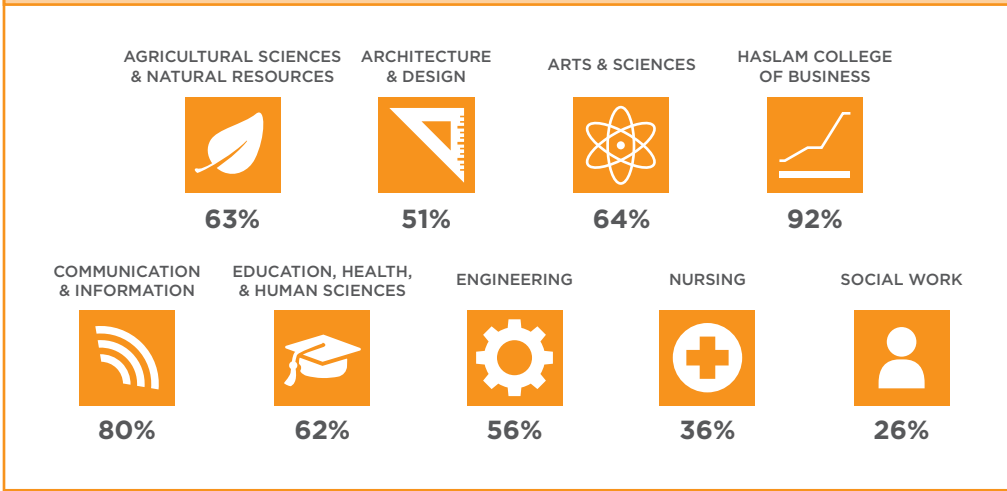 AGRICULTURAL SCIENCES
& NATURAL RESOURCES
63%
ARCHITECTURE
& DESIGN
51%
ARTS & SCIENCES
64%
HASLAM COLLEGE
OF BUSINESS
92%
COMMUNICATION
& INFORMATION
80%
EDUCATION, HEALTH,
& HUMAN SCIENCES
62%
ENGINEERING
56%
NURSING
36%
SOCIAL WORK
26%